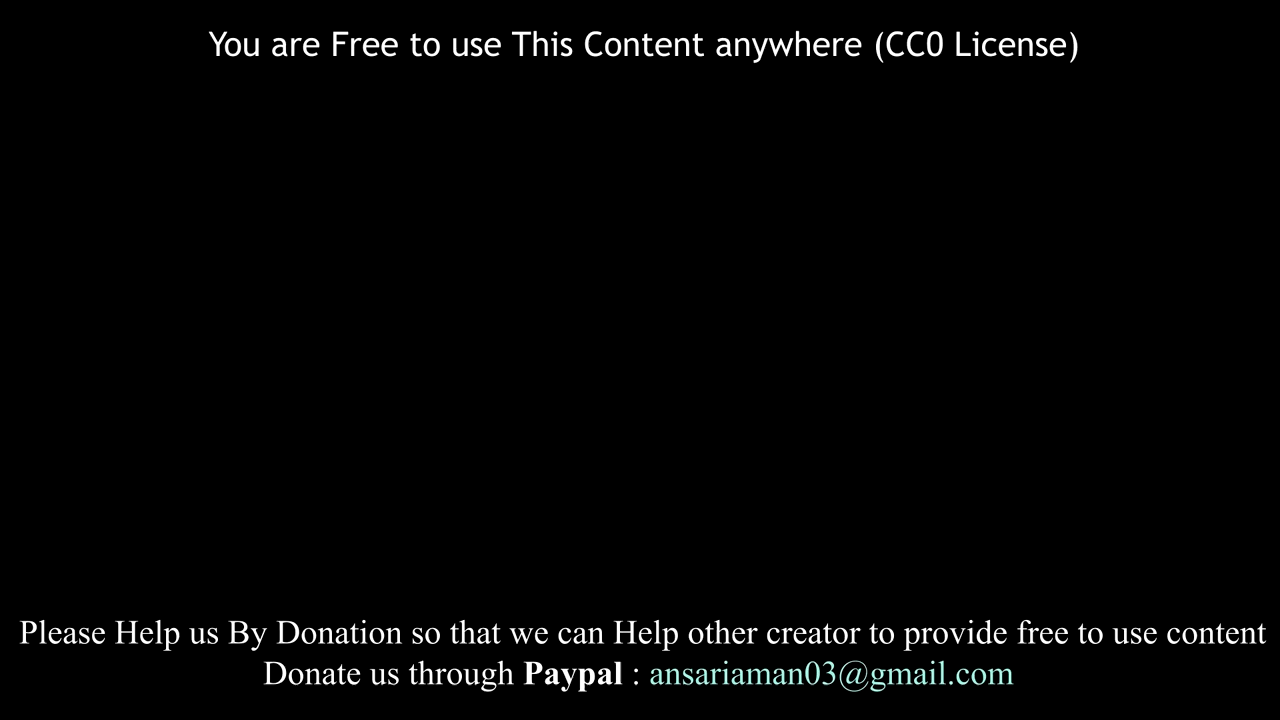 You are Free to use This Content anywhere (CC0 License)
Please Help us By Donation so that we can Help other creator to provide free to use content
Donate us through Paypal : ansariaman03@gmail.com